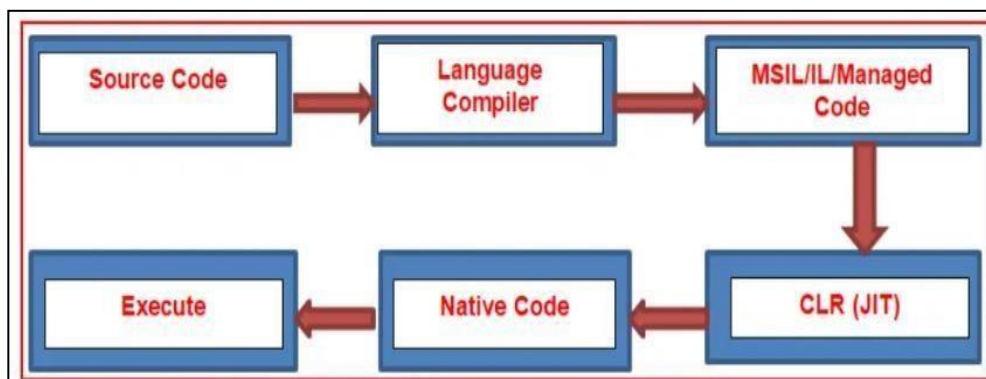 Source Code
Language
Compiler
MSIL/IL/Managed
Code
CLR (JIT)
Native Code
Execute